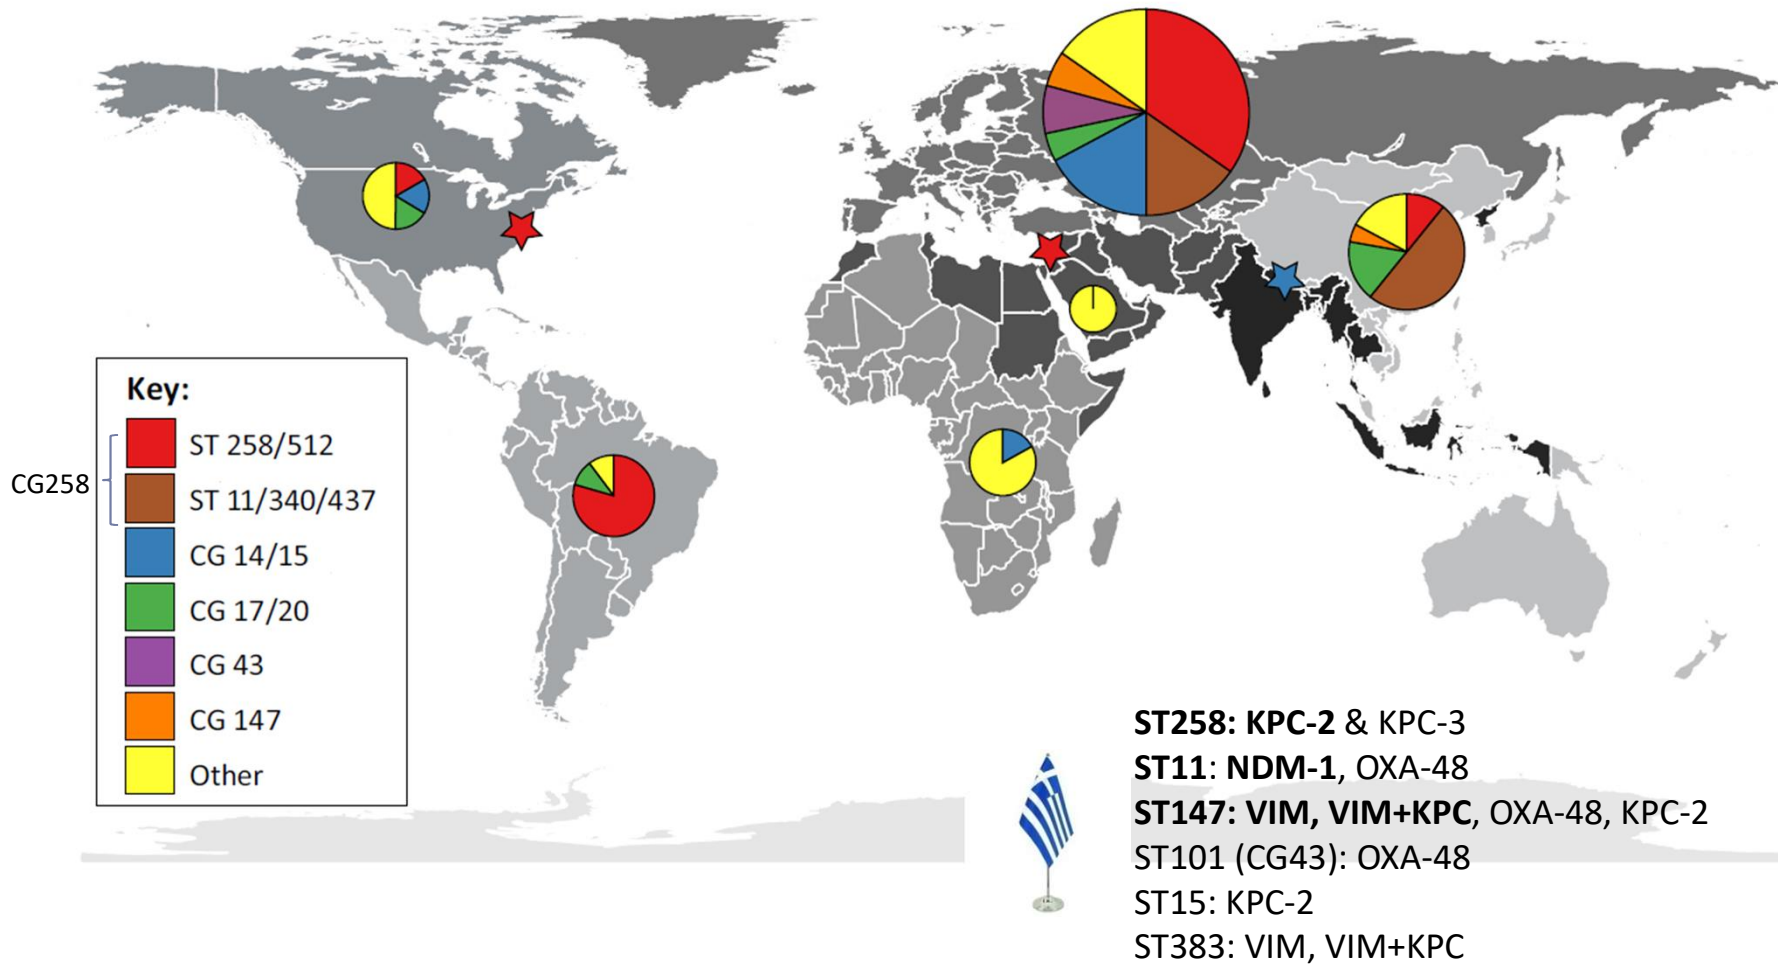 Key:
CG258
ST 258/512
ST 11/340/437
CG 14/15
CG 17/20
CG 43
CG 147
Other
ST258: KPC-2 & KPC-3
ST11: NDM-1, OXA-48
ST147: VIM, VIM+KPC, OXA-48, KPC-2
ST101 (CG43): OXA-48
ST15: KPC-2
ST383: VIM, VIM+KPC